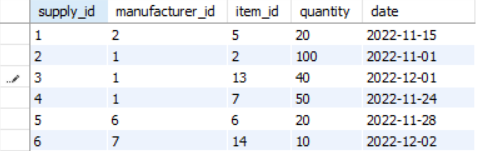 supply_id manufacturer_id item_id quantity date
1 2 5 20 2022-11-15
2 1 2 100 2022-11-01
3 1 13 40 2022-12-01
4 1 7 50 2022-11-24
5 6 6 20 2022-11-28
6 7 14 10 2022-12-02